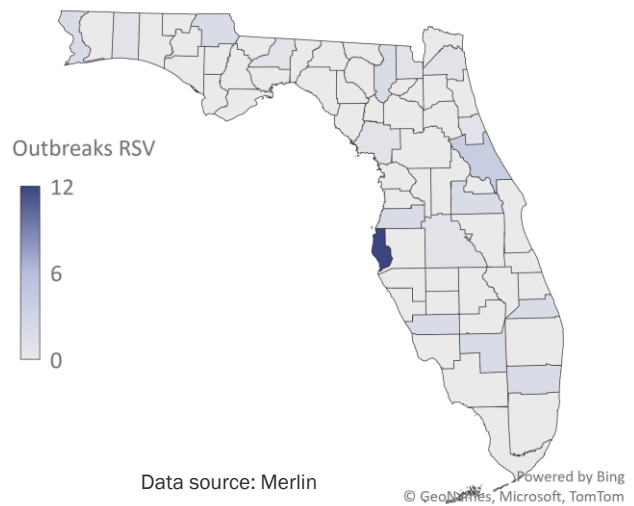 Outbreaks RSV
12
6
0
Data source: Merlin
Powered by Bing
© GeoNames, Microsoft, TomTom